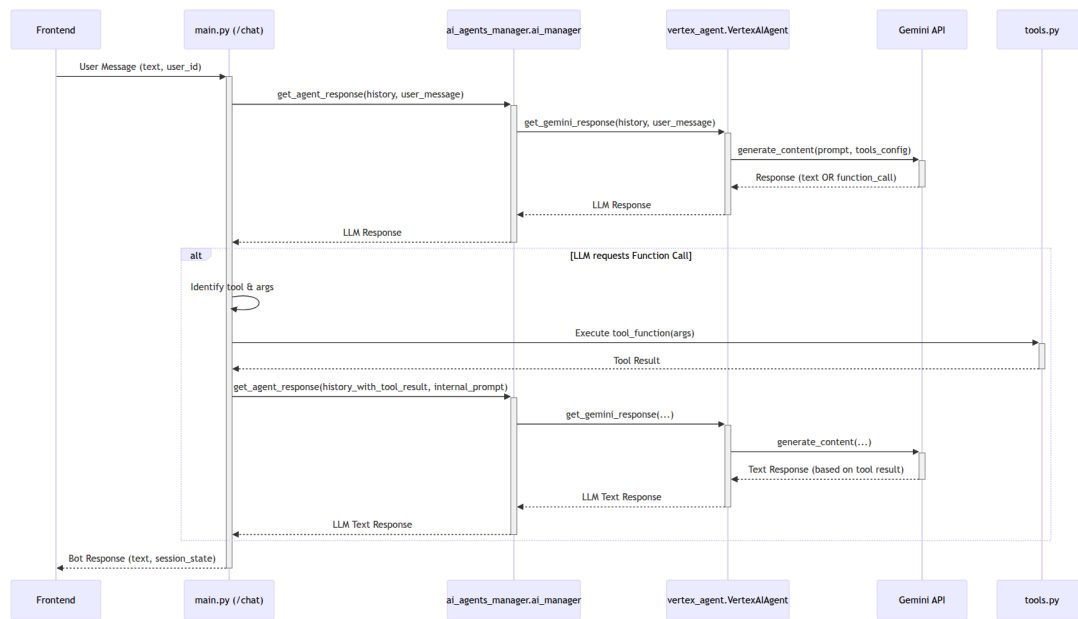 Frontend
main.py (/chat)
ai_agents_manager.ai_manager
vertex_agent.VertexAIAgent
Gemini API
tools.py
User Message (text, user_id)
get_agent_response(history, user_message)
get_gemini_response(history, user_message)
generate_content(prompt, tools_config)
Response (text OR function_call)
LLM Response
LLM Response
alt
[LLM requests Function Call]
Identify tool & args
Execute tool_function(args)
Tool Result
get_agent_response(history_with_tool_result, internal_prompt)
get_gemini_response(...)
generate_content(...)
Text Response (based on tool result)
LLM Text Response
LLM Text Response
Bot Response (text, session_state)
Frontend
main.py (/chat)
ai_agents_manager.ai_manager
vertex_agent.VertexAIAgent
Gemini API
tools.py